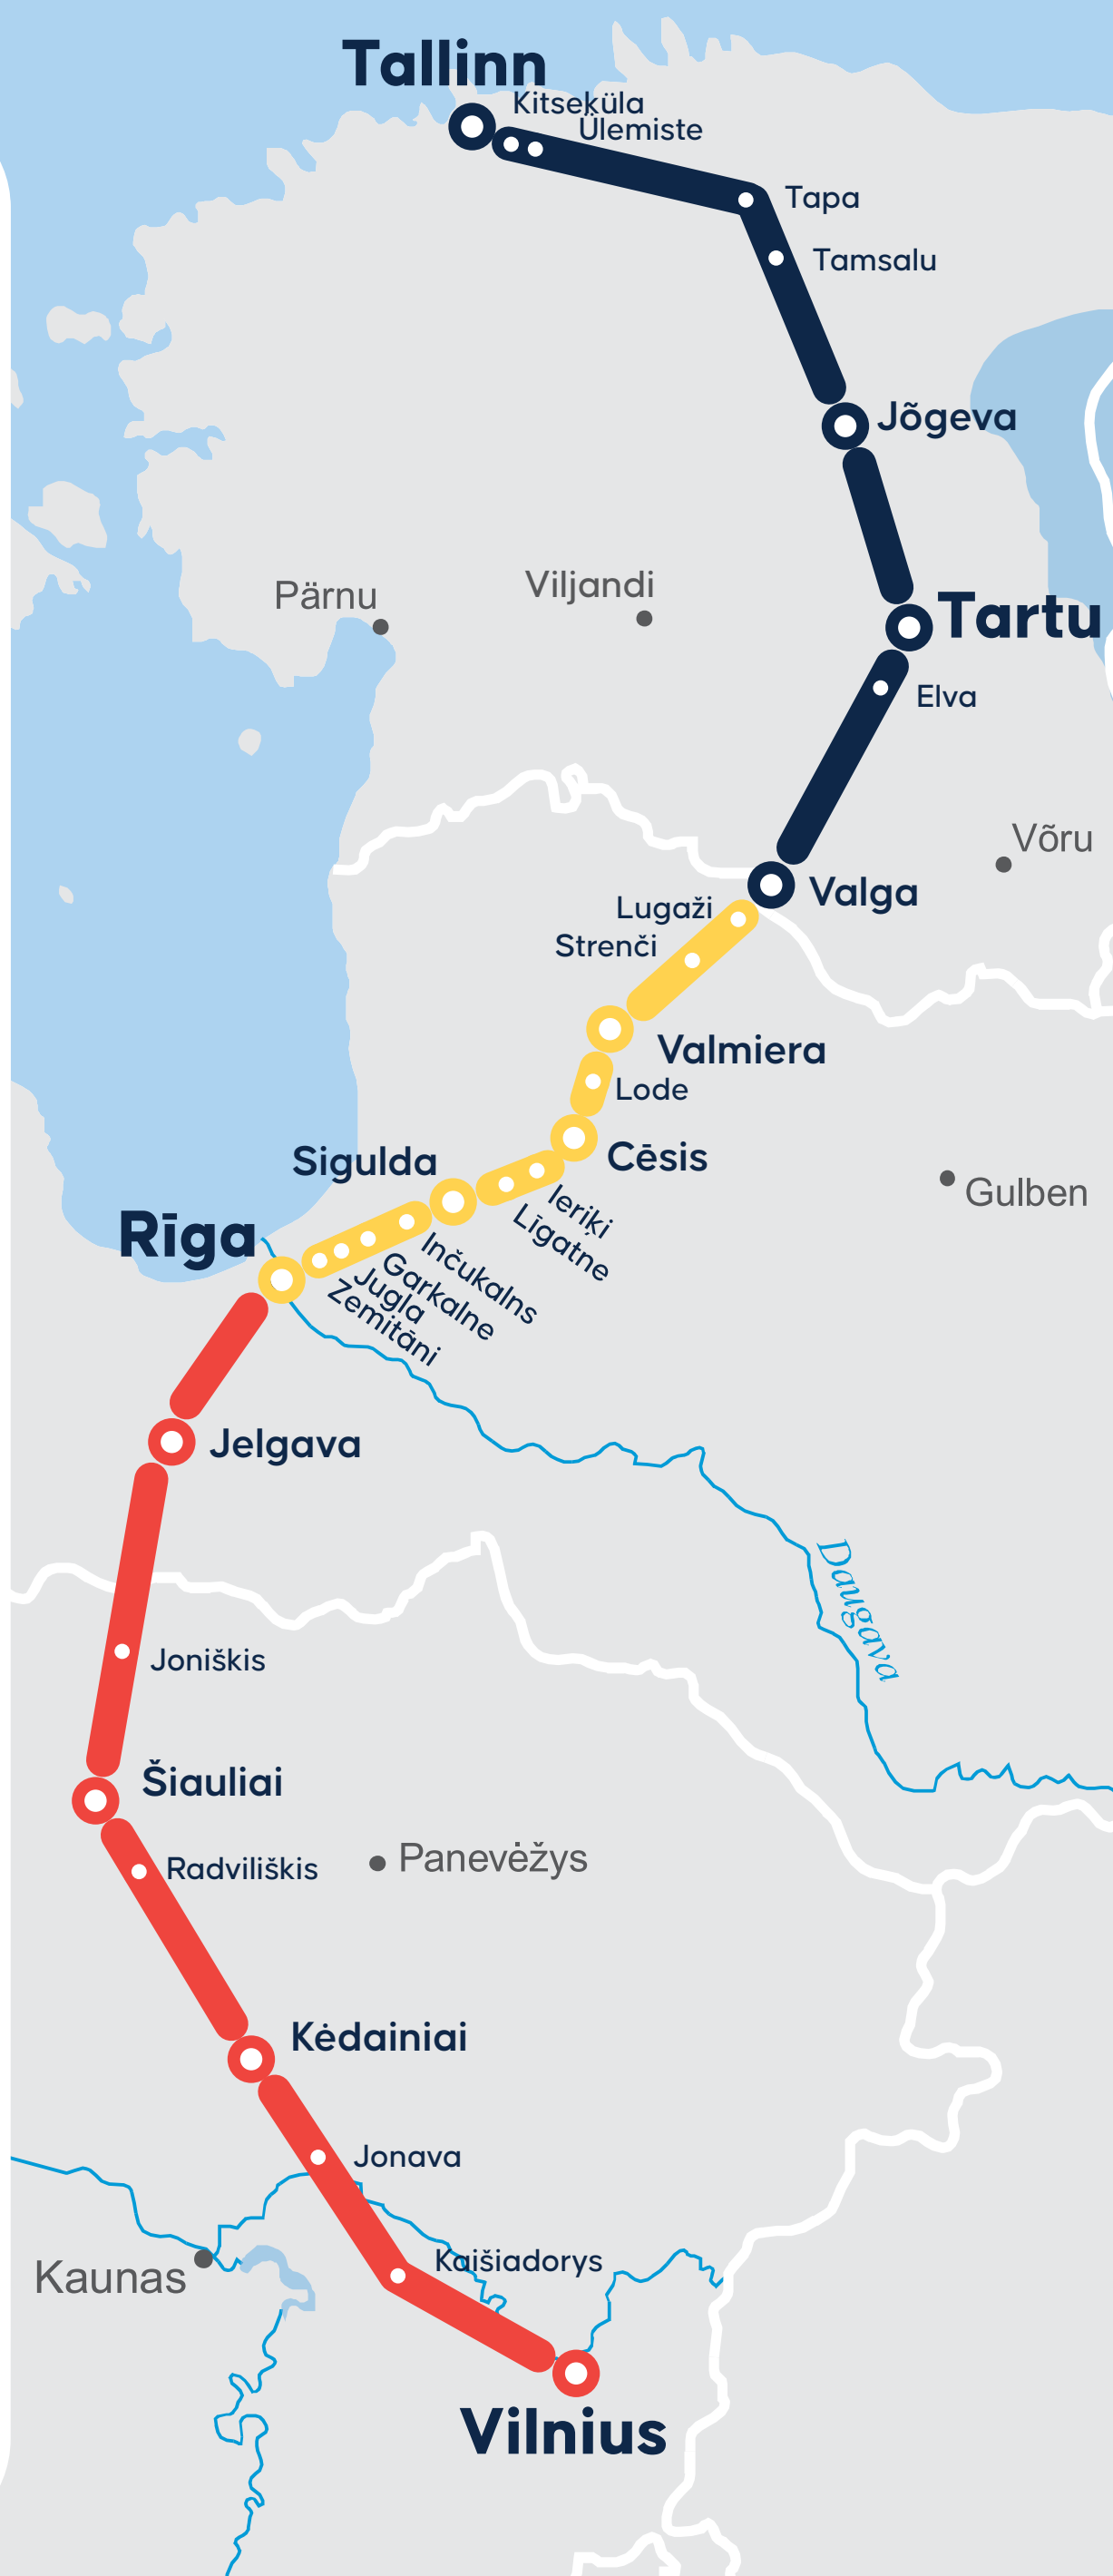 Tallinn
Kitseküla
Ülemiste
Tapa
Tamsalu
Jõgeva
Pärnu
Viljandi
Tartu
Elva
Võru
Valga
Lugaži
Strenči
Valmiera
Lode
Cēsis
Sigulda
Gulben
Ieriķi
Līgatne
Rīga
Inčukalns
Garkalne
Jugla
Zemitāni
Jelgava
Daugava
Joniškis
Šiauliai
Panevėžys
Radviliškis
Kėdainiai
Jonava
Kaišiadorys
Kaunas
Vilnius